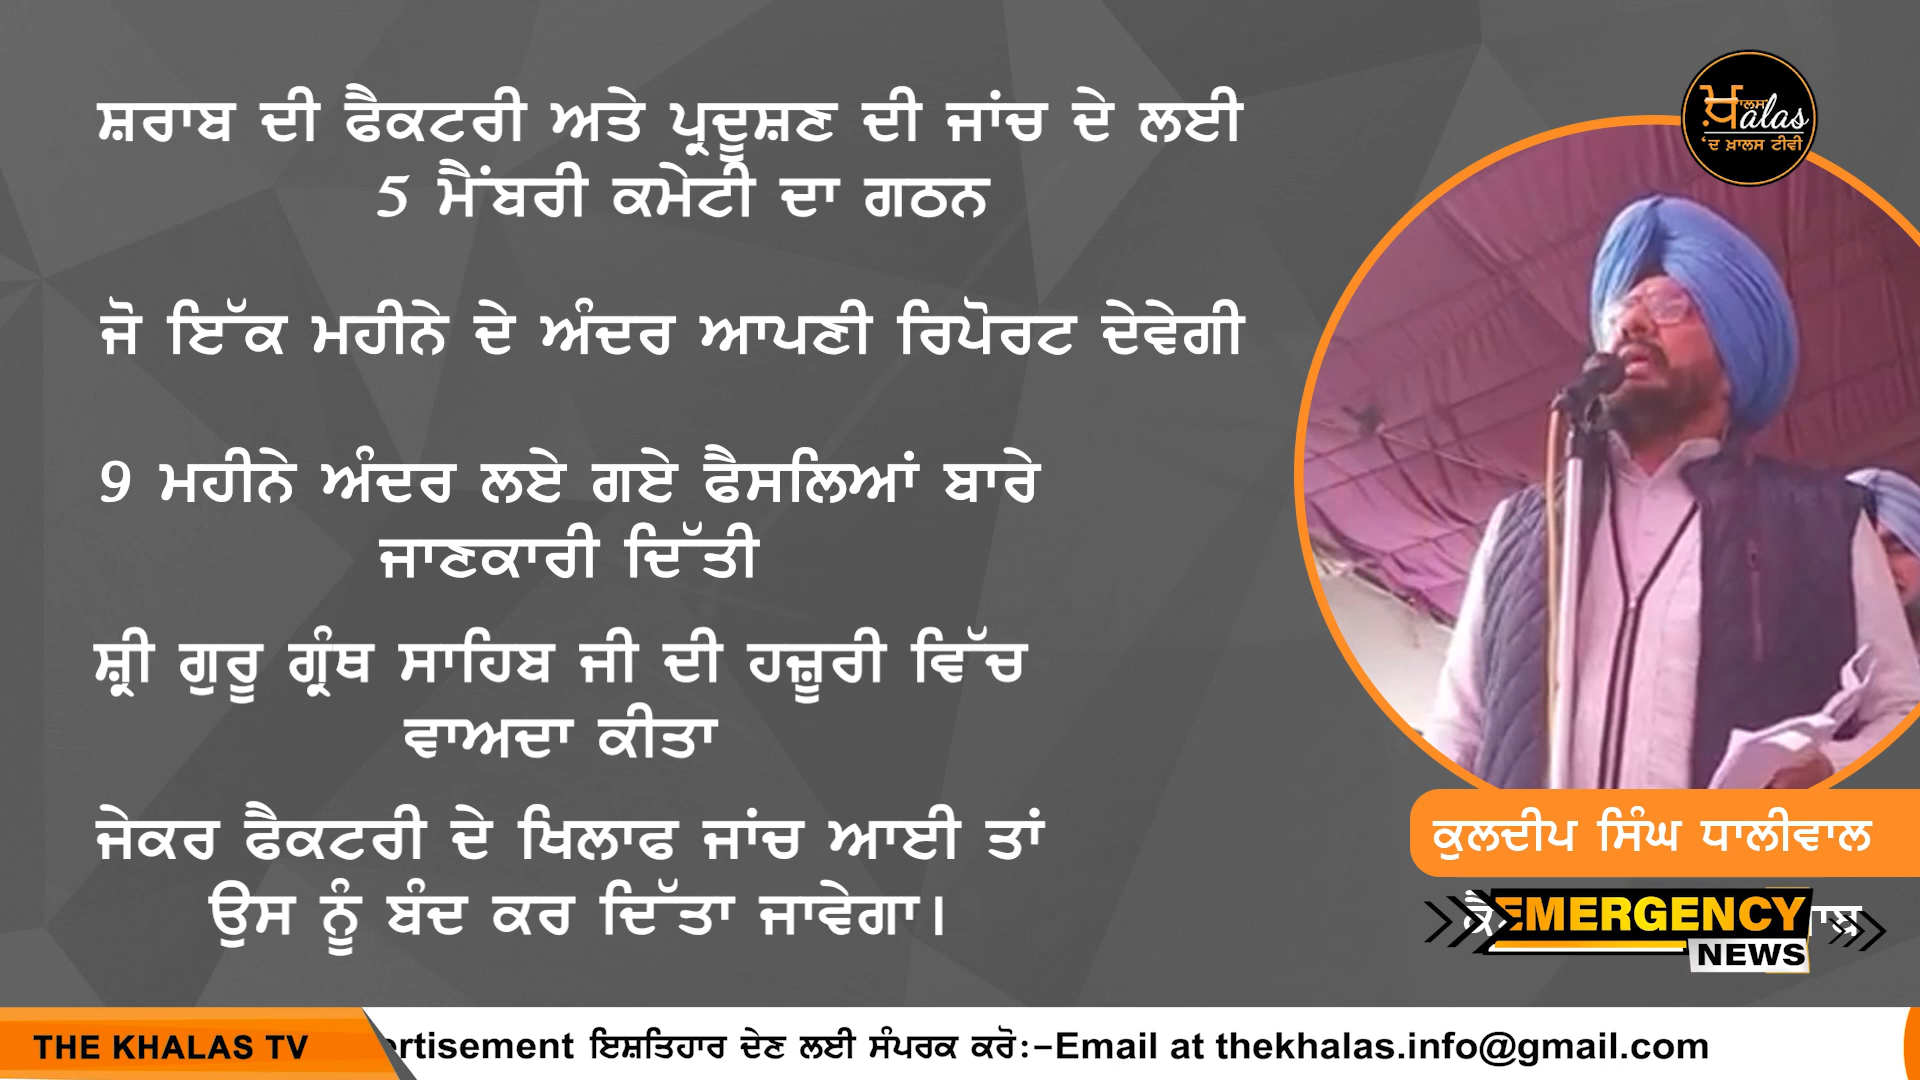 ਸ਼ਰਾਬ ਦੀ ਫੈਕਟਰੀ ਅਤੇ ਪ੍ਰਦੂਸ਼ਣ ਦੀ ਜਾਂਚ ਦੇ ਲਈ
5 ਮੈਂਬਰੀ ਕਮੇਟੀ ਦਾ ਗਠਨ
ਜੋ ਇੱਕ ਮਹੀਨੇ ਦੇ ਅੰਦਰ ਆਪਣੀ ਰਿਪੋਰਟ ਦੇਵੇਗੀ
9 ਮਹੀਨੇ ਅੰਦਰ ਲਏ ਗਏ ਫੈਸਲਿਆਂ ਬਾਰੇ
ਜਾਣਕਾਰੀ ਦਿੱਤੀ
ਸ਼੍ਰੀ ਗੁਰੂ ਗ੍ਰੰਥ ਸਾਹਿਬ ਜੀ ਦੀ ਹਜ਼ੂਰੀ ਵਿੱਚ
ਵਾਅਦਾ ਕੀਤਾ
ਜੇਕਰ ਫੈਕਟਰੀ ਦੇ ਖਿਲਾਫ ਜਾਂਚ ਆਈ ਤਾਂ
ਉਸ ਨੂੰ ਬੰਦ ਕਰ ਦਿੱਤਾ ਜਾਵੇਗਾ।
ਖ਼ਾਲਸ
alas
'ਦ ਖ਼ਾਲਸ ਟੀਵੀ
ਕੁਲਦੀਪ ਸਿੰਘ ਧਾਲੀਵਾਲ
EMERGENCY
NEWS
THE KHALAS TV
rtisement ਇਸ਼ਤਿਹਾਰ ਦੇਣ ਲਈ ਸੰਪਰਕ ਕਰੋ:-Email at thekhalas.info@gmail.com